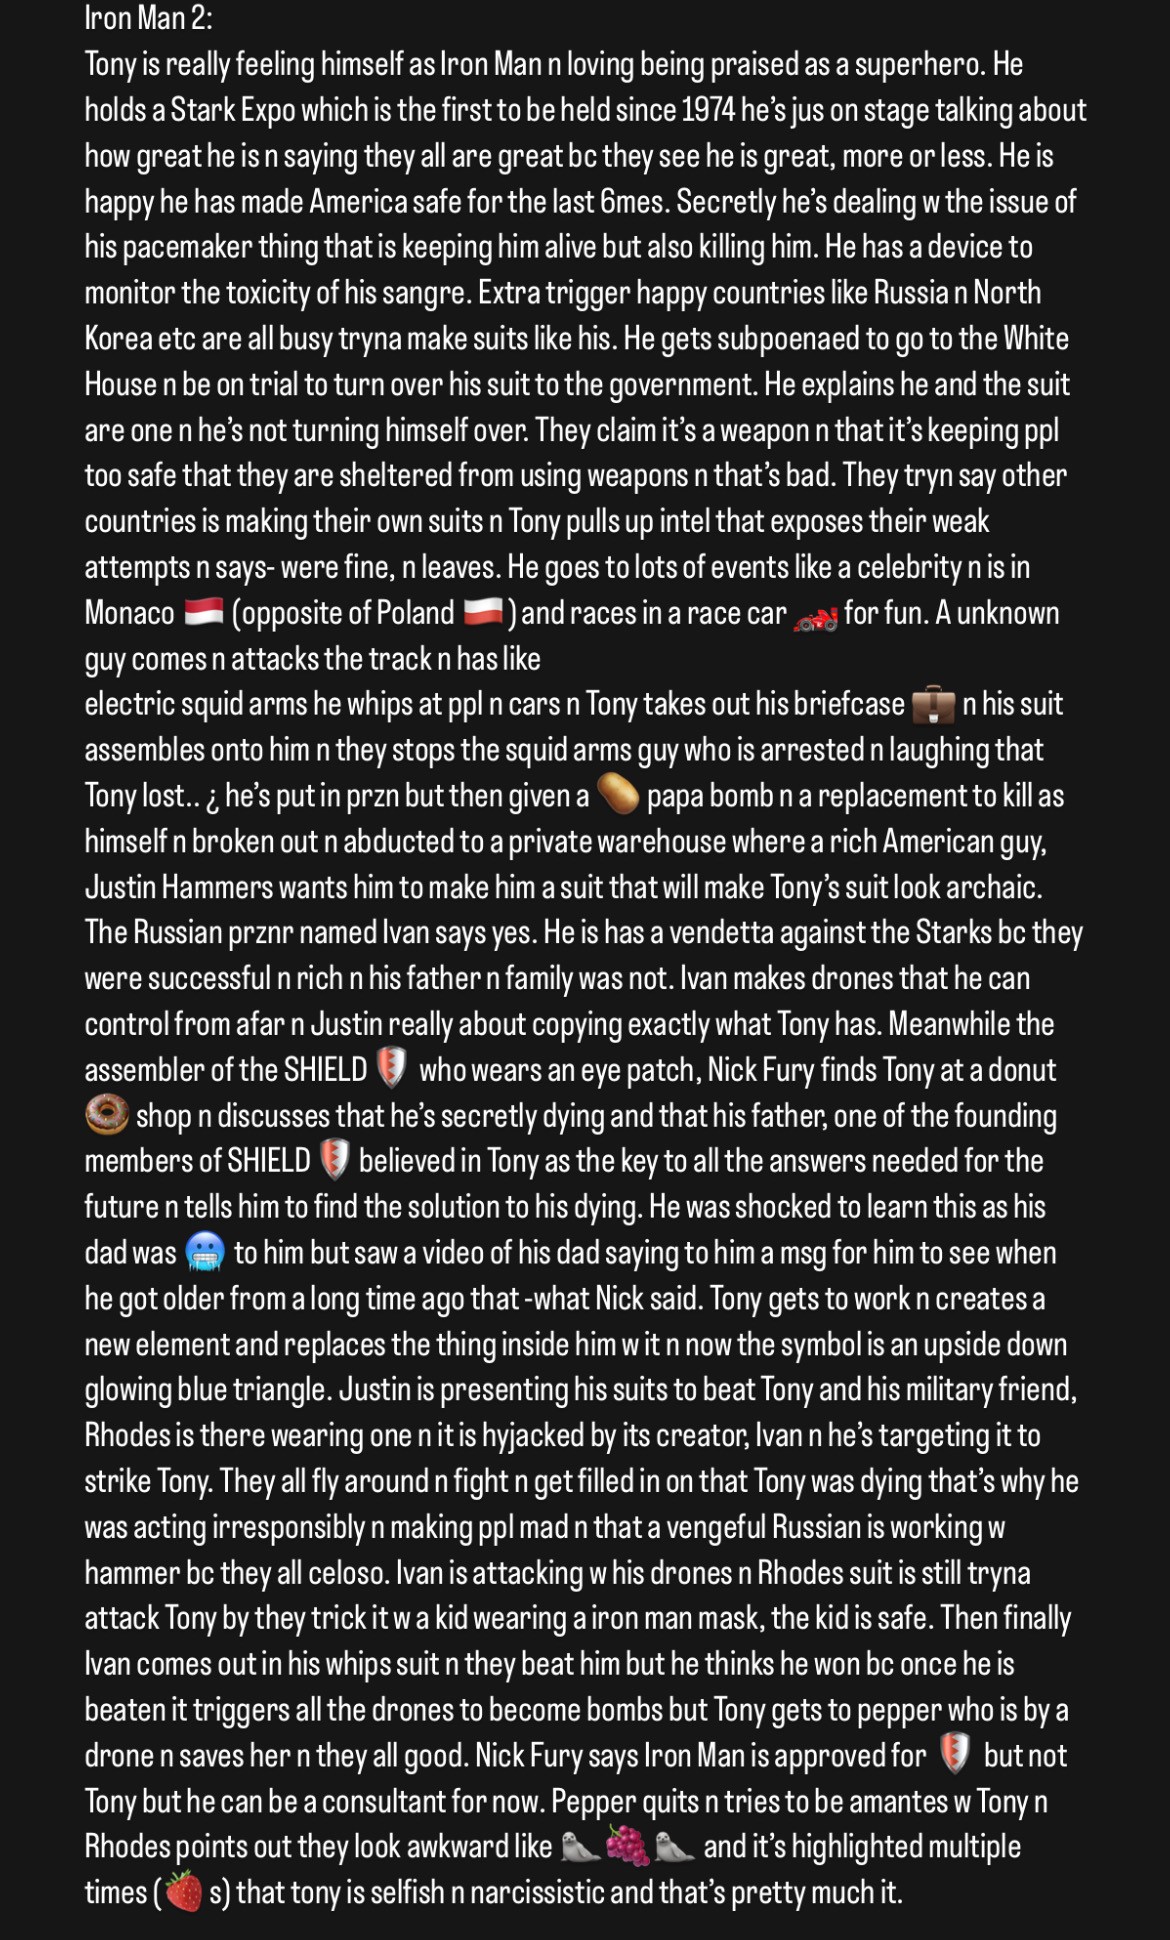 Iron Man 2:
Tony is really feeling himself as Iron Man n loving being praised as a superhero. He
holds a Stark Expo which is the first to be held since 1974 he's jus on stage talking about
how great he is n saying they all are great bc they see he is great, more or less. He is
happy he has made America safe for the last 6mes. Secretly he's dealing w the issue of
his pacemaker thing that is keeping him alive but also killing him. He has a device to
monitor the toxicity of his sangre. Extra trigger happy countries like Russia n North
Korea etc are all busy tryna make suits like his. He gets subpoenaed to go to the White
House n be on trial to turn over his suit to the government. He explains he and the suit
are one n he's not turning himself over. They claim it's a weapon n that it's keeping ppl
too safe that they are sheltered from using weapons n that's bad. They tryn say other
countries is making their own suits n Tony pulls up intel that exposes their weak
attempts n says- were fine, n leaves. He goes to lots of events like a celebrity n is in
Monaco 🇲🇨 (opposite of Poland 🇵🇱) and races in a race car 🏎️ for fun. A unknown
guy comes n attacks the track n has like
electric squid arms he whips at ppl n cars n Tony takes out his briefcase 💼 n his suit
assembles onto him n they stops the squid arms guy who is arrested n laughing that
Tony lost.. ¿ he's put in przn but then given a 🥔 papa bomb n a replacement to kill as
himself n broken out n abducted to a private warehouse where a rich American guy,
Justin Hammers wants him to make him a suit that will make Tony's suit look archaic.
The Russian prznr named Ivan says yes. He is has a vendetta against the Starks bc they
were successful n rich n his father n family was not. Ivan makes drones that he can
control from afar n Justin really about copying exactly what Tony has. Meanwhile the
assembler of the SHIELD 🛡️ who wears an eye patch, Nick Fury finds Tony at a donut
🍩 shop n discusses that he's secretly dying and that his father, one of the founding
members of SHIELD 🛡️ believed in Tony as the key to all the answers needed for the
future n tells him to find the solution to his dying. He was shocked to learn this as his
dad was 🥶 to him but saw a video of his dad saying to him a msg for him to see when
he got older from a long time ago that -what Nick said. Tony gets to work n creates a
new element and replaces the thing inside him w it n now the symbol is an upside down
glowing blue triangle. Justin is presenting his suits to beat Tony and his military friend,
Rhodes is there wearing one n it is hyjacked by its creator, Ivan n he's targeting it to
strike Tony. They all fly around n fight n get filled in on that Tony was dying that's why he
was acting irresponsibly n making ppl mad n that a vengeful Russian is working w
hammer bc they all celoso. Ivan is attacking w his drones n Rhodes suit is still tryna
attack Tony by they trick it w a kid wearing a iron man mask, the kid is safe. Then finally
Ivan comes out in his whips suit n they beat him but he thinks he won bc once he is
beaten it triggers all the drones to become bombs but Tony gets to pepper who is by a
drone n saves her n they all good. Nick Fury says Iron Man is approved for 🛡️ but not
Tony but he can be a consultant for now. Pepper quits n tries to be amantes w Tony n
Rhodes points out they look awkward like 🦭🍇🦭 and it's highlighted multiple
times (🍓 s) that tony is selfish n narcissistic and that's pretty much it.